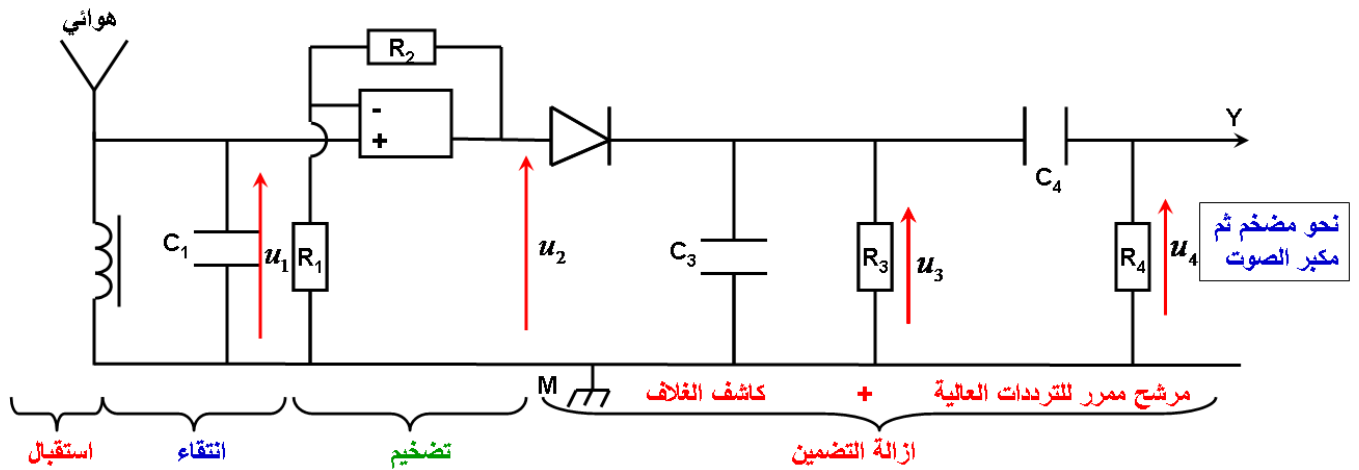 هوائي
R2
-
+
Y
C4
C1
u1
R1
u2
C3
R3
u3
R4
u4
نحو مضخم ثم
مكبر الصوت
M
كاشف الغلاف + مرشح ممرر للترددات العالية
استقبال
انتقاء
تضخيم
ازالة التضمين